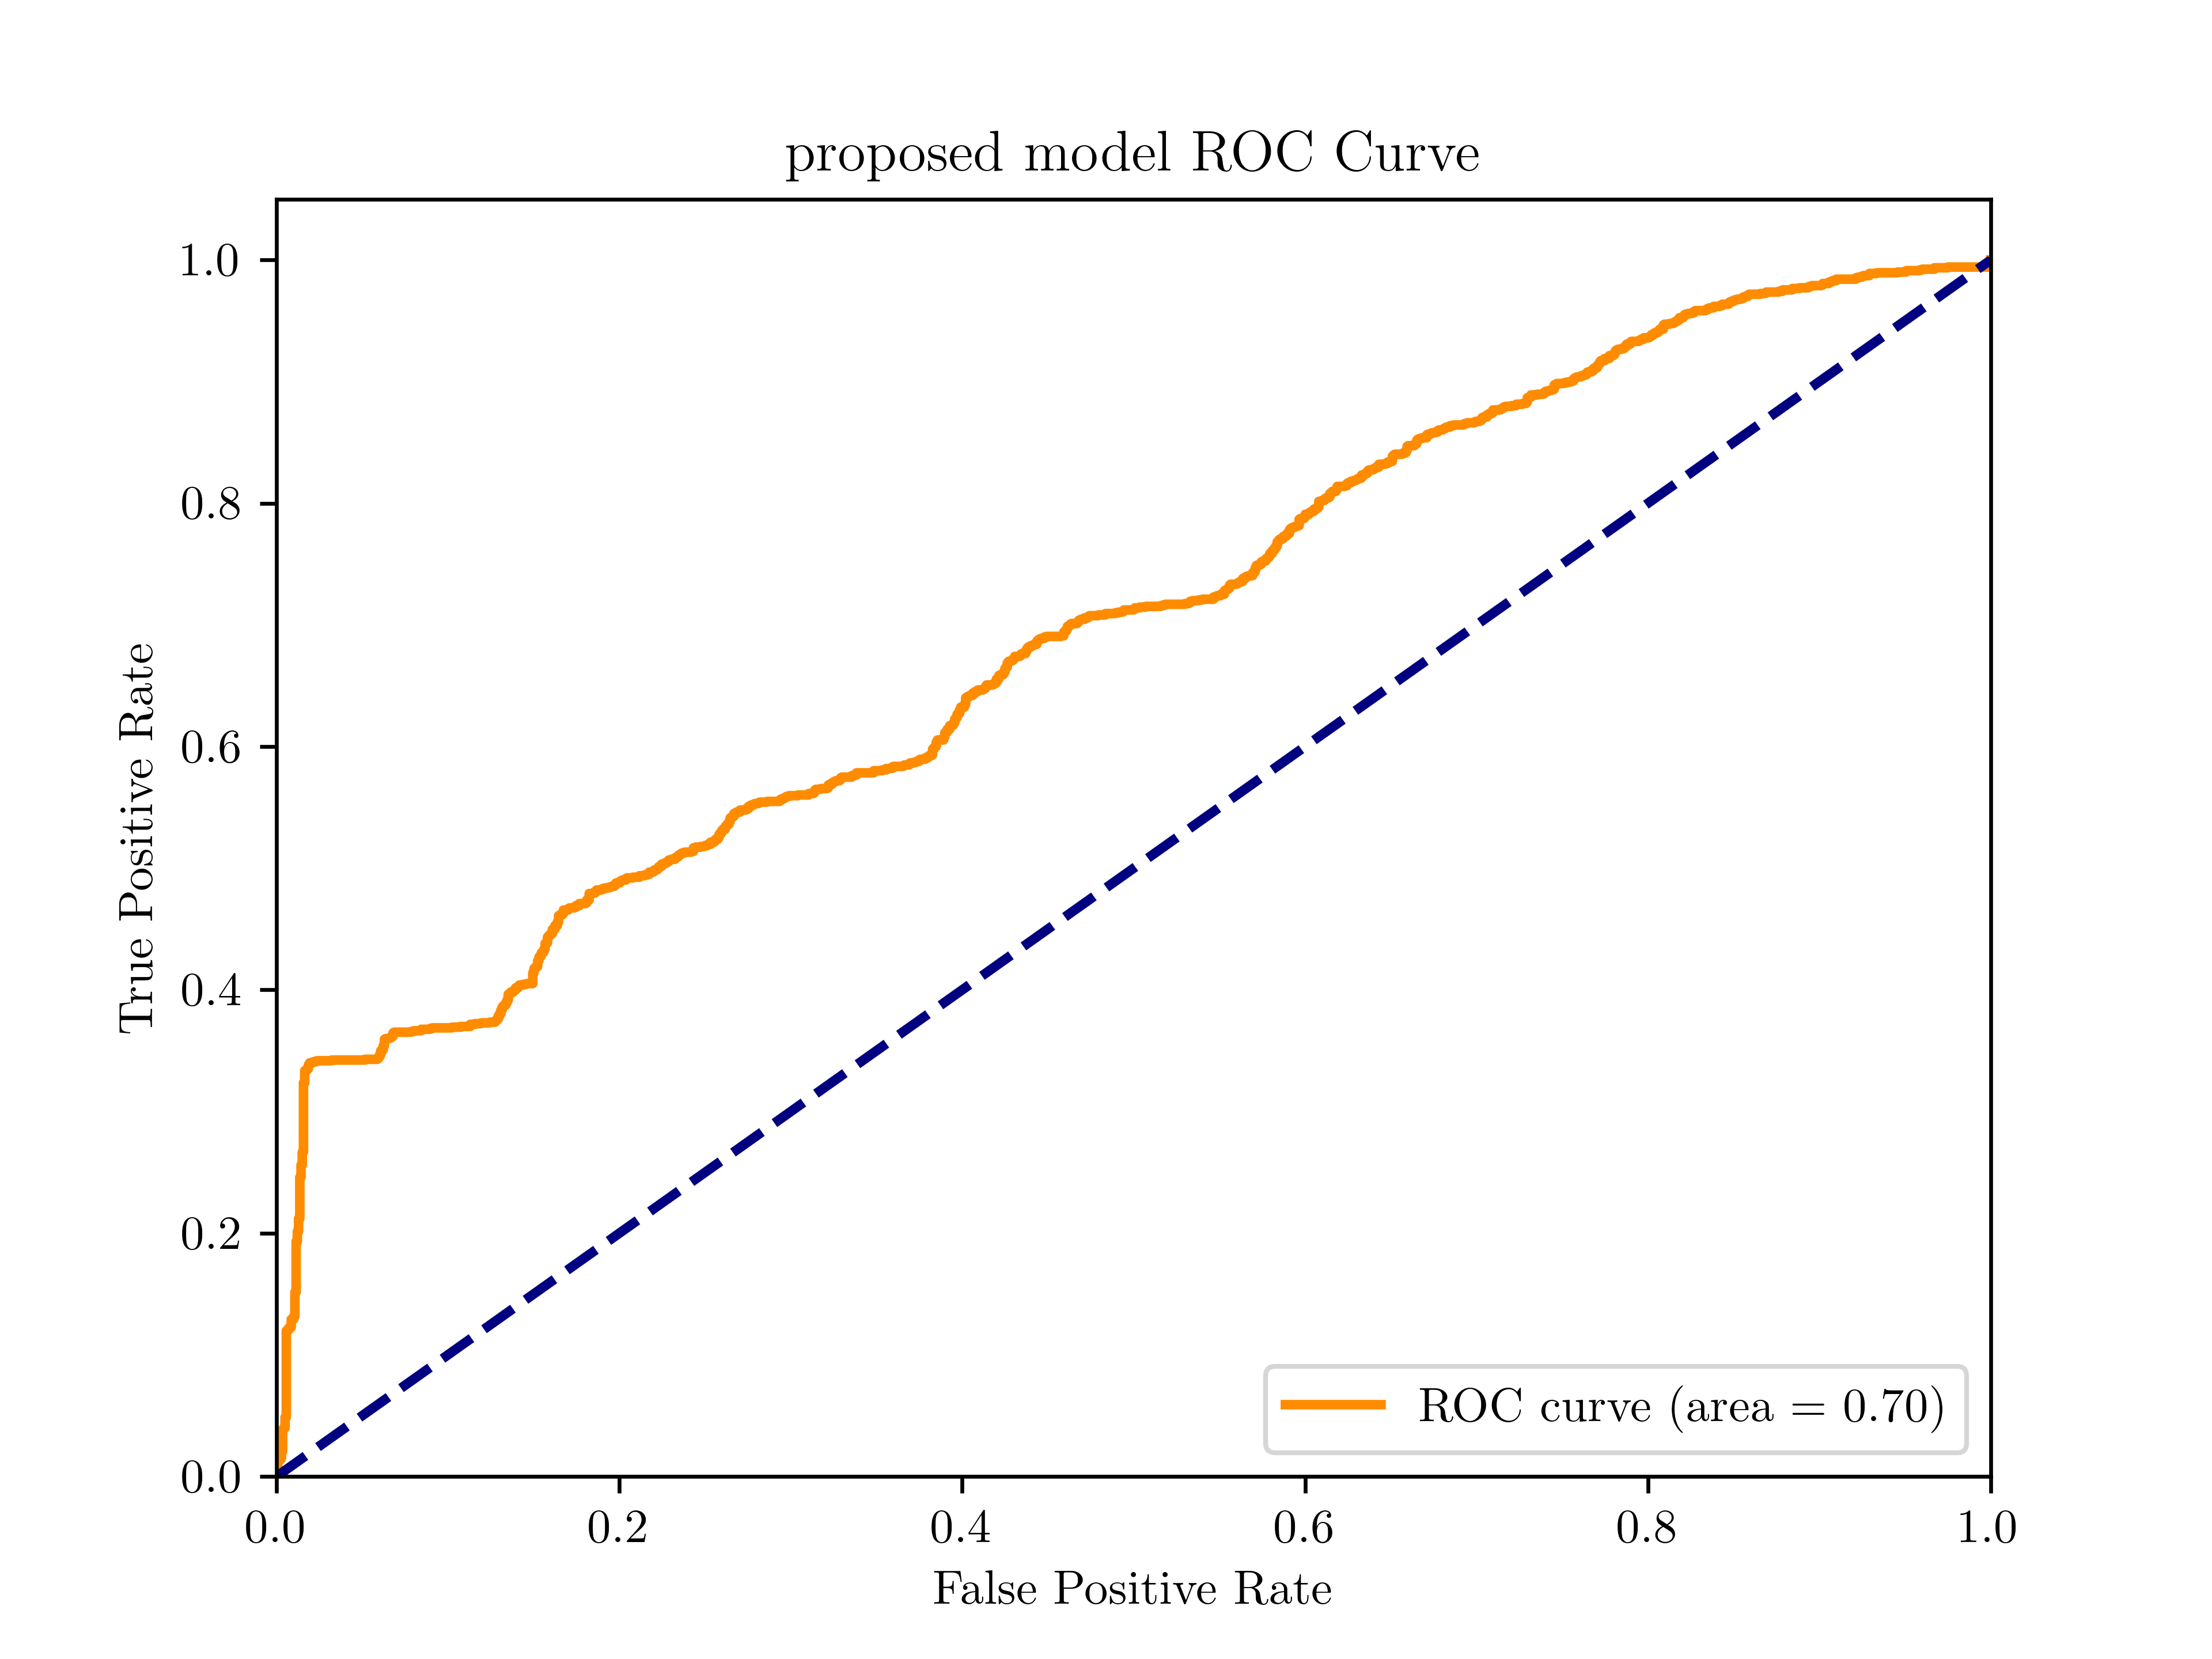 proposed model ROC Curve
1.0
0.8
0.6
0.4
0.2
0.0
True Positive Rate
ROC curve (area = 0.70)
0.0 0.2 0.4 0.6 0.8 1.0
False Positive Rate